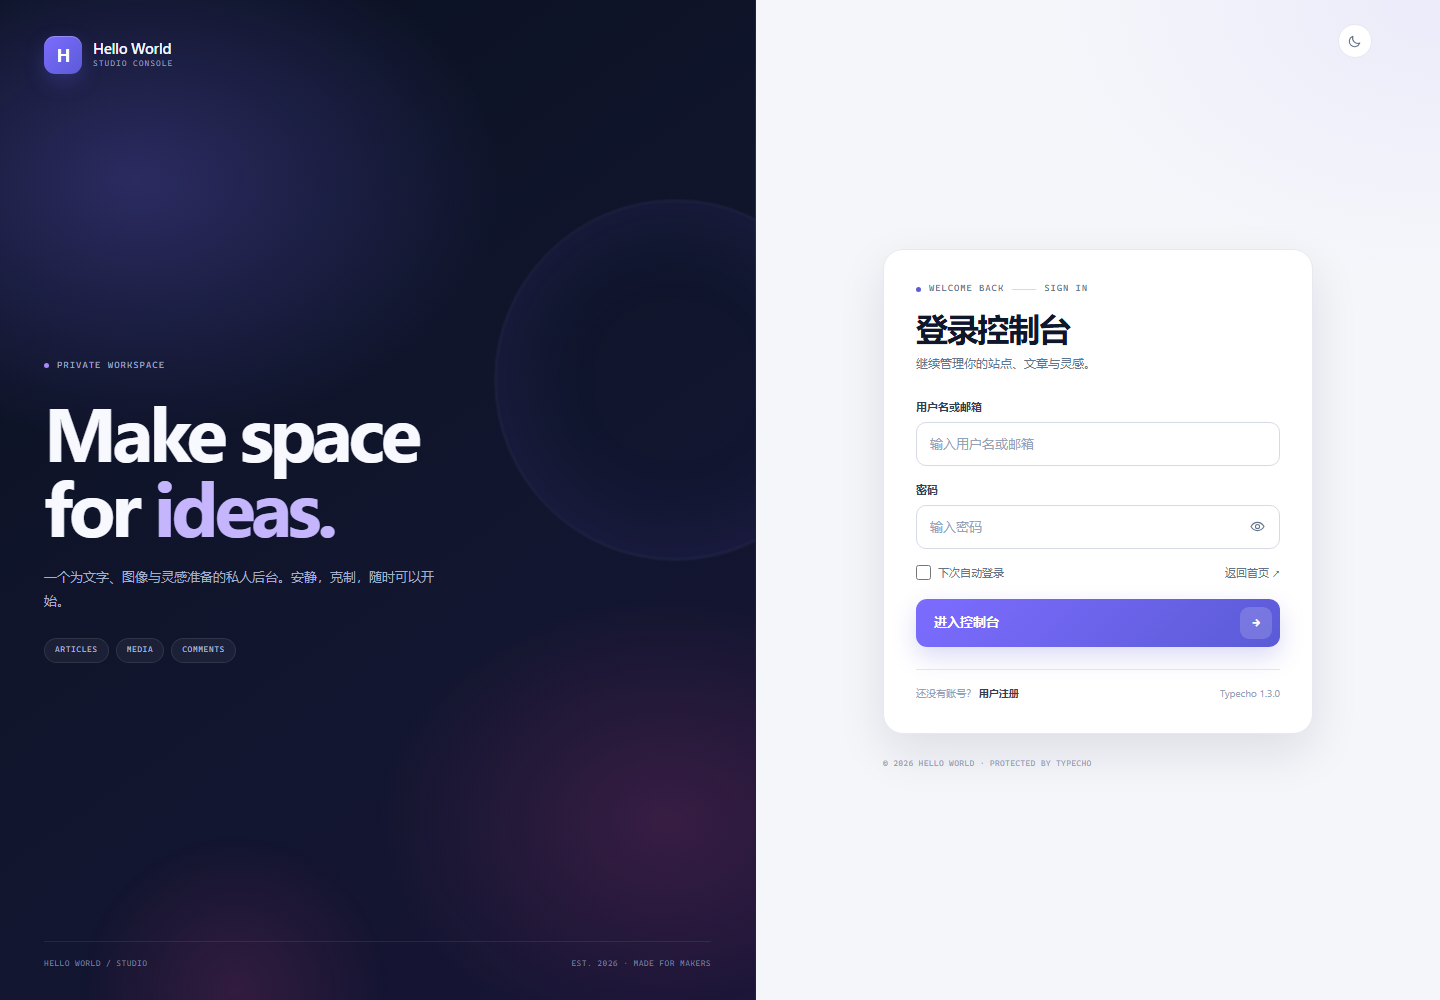 H
Hello World
STUDIO CONSOLE
PRIVATE WORKSPACE
Make space
for ideas.
一个为文字、图像与灵感准备的私人后台。安静，克制，随时可以开
始。
ARTICLES MEDIA COMMENTS
HELLO WORLD / STUDIO
EST. 2026 · MADE FOR MAKERS
WELCOME BACK SIGN IN
登录控制台
继续管理你的站点、文章与灵感。
用户名或邮箱
输入用户名或邮箱
密码
输入密码
下次自动登录 返回首页 ↗
进入控制台 →
还没有账号？ 用户注册 Typecho 1.3.0
© 2026 HELLO WORLD · PROTECTED BY TYPECHO